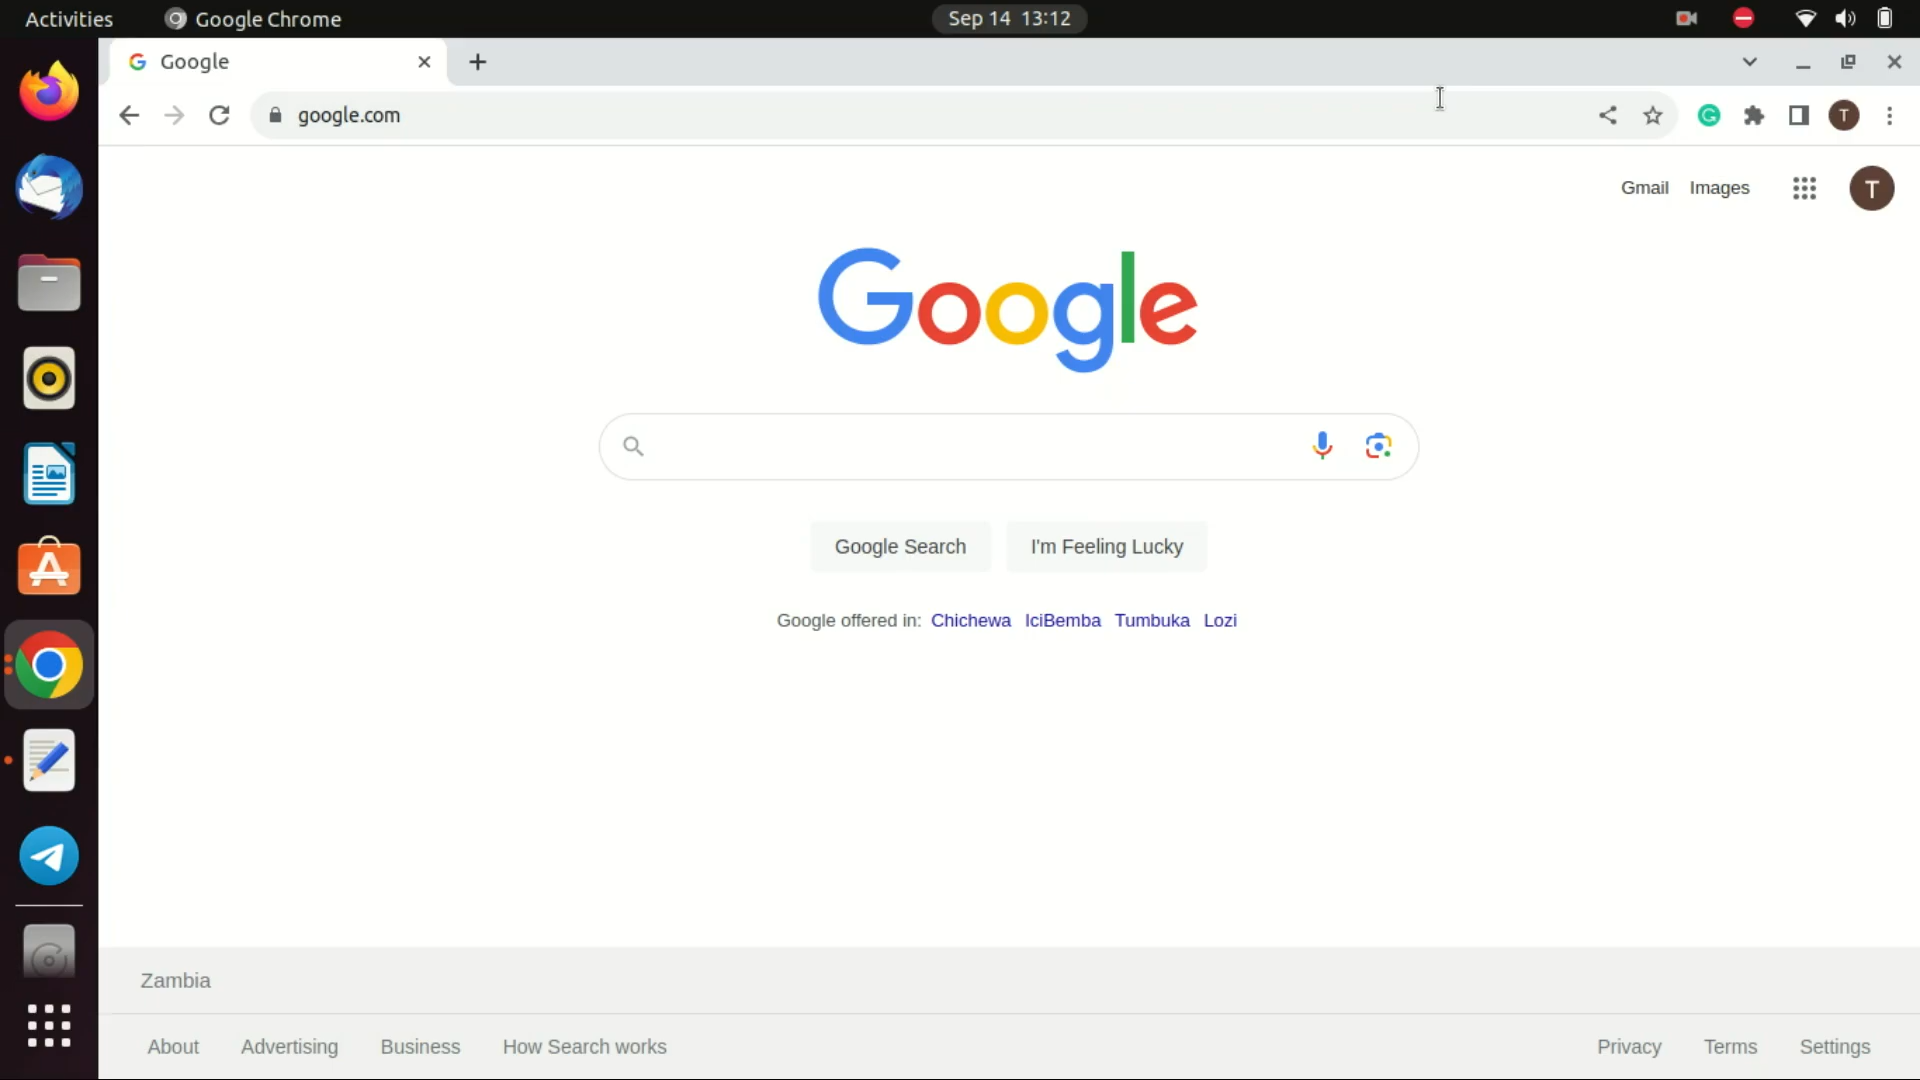 Activities Google Chrome Sep 14 13:12
Google
google.com
T
Gmail Images T
Google
Google Search I'm Feeling Lucky
Google offered in: Chichewa IciBemba Tumbuka Lozi
Zambia
About Advertising Business How Search works Privacy Terms Settings